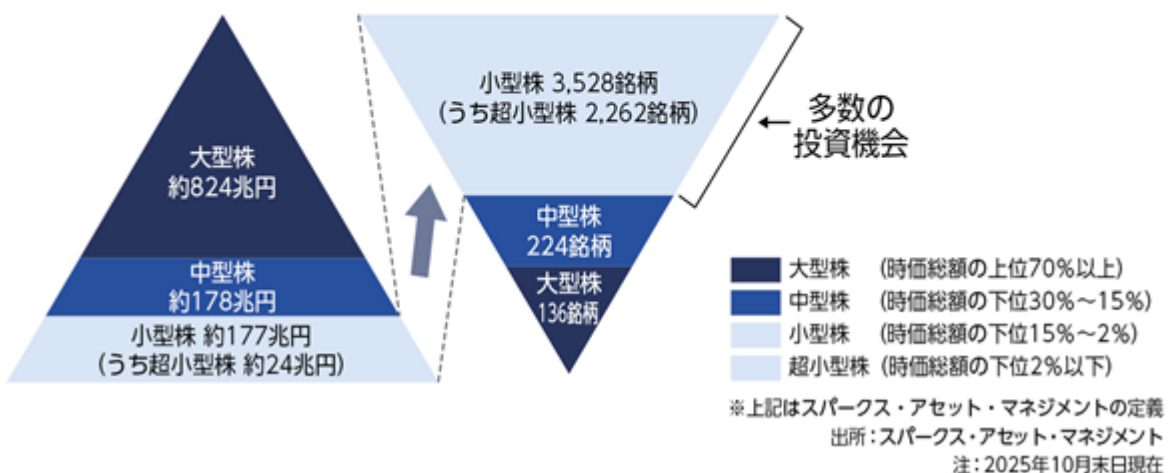 大型株
約824兆円
中型株
約178兆円
小型株 約177兆円
(うち超小型株 約24兆円)
小型株 3,528銘柄
(うち超小型株 2,262銘柄)
中型株
224銘柄
大型株
136銘柄
多数の
投資機会
大型株 (時価総額の上位70%以上)
中型株 (時価総額の下位30%~15%)
小型株 (時価総額の下位15%~2%)
超小型株 (時価総額の下位2%以下)
※上記はスパークス・アセット・マネジメントの定義
出所:スパークス・アセット・マネジメント
注:2025年10月末日現在